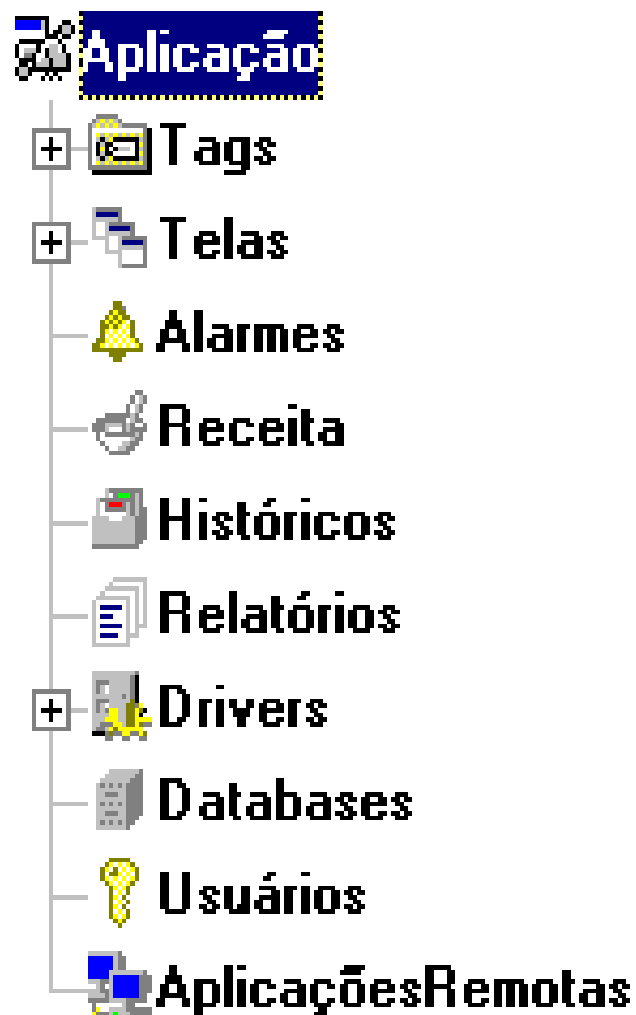 Aplicação
Tags
Telas
Alarmes
Receita
Históricos
Relatórios
Drivers
Databases
Usuários
AplicaçõesRemotas